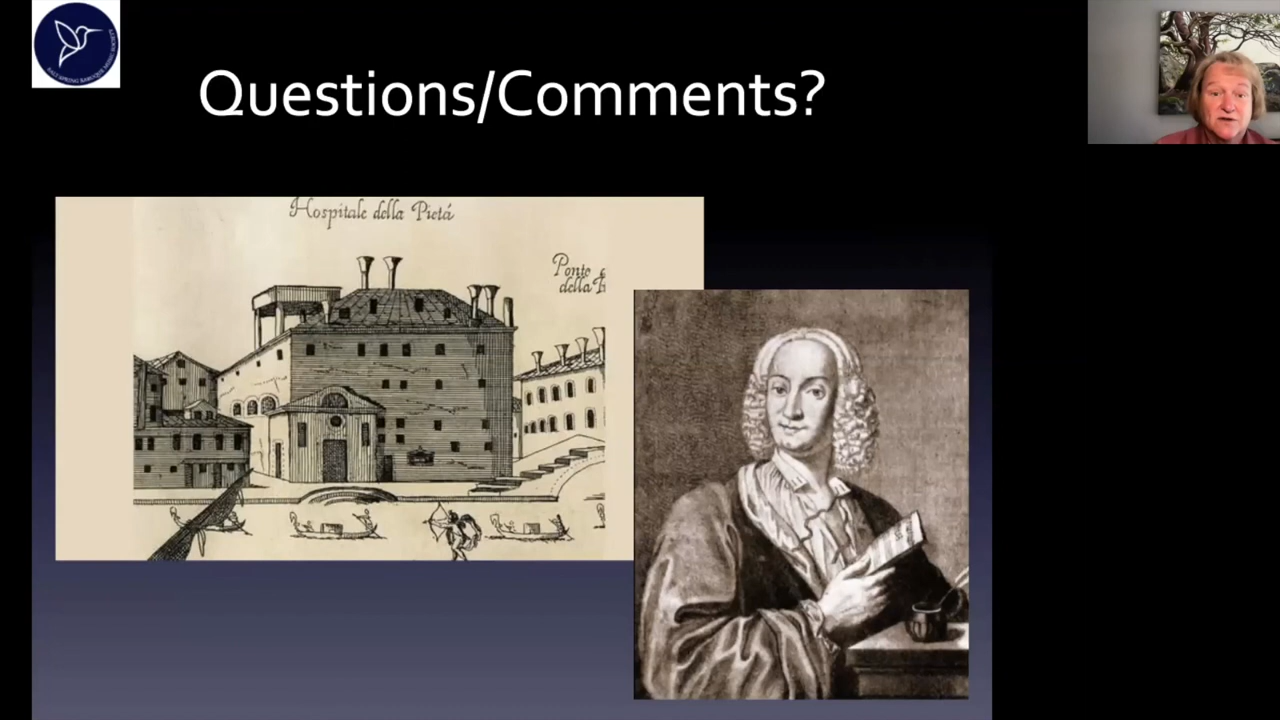 Questions/Comments?
Hospitale della Pietá
Ponte
della